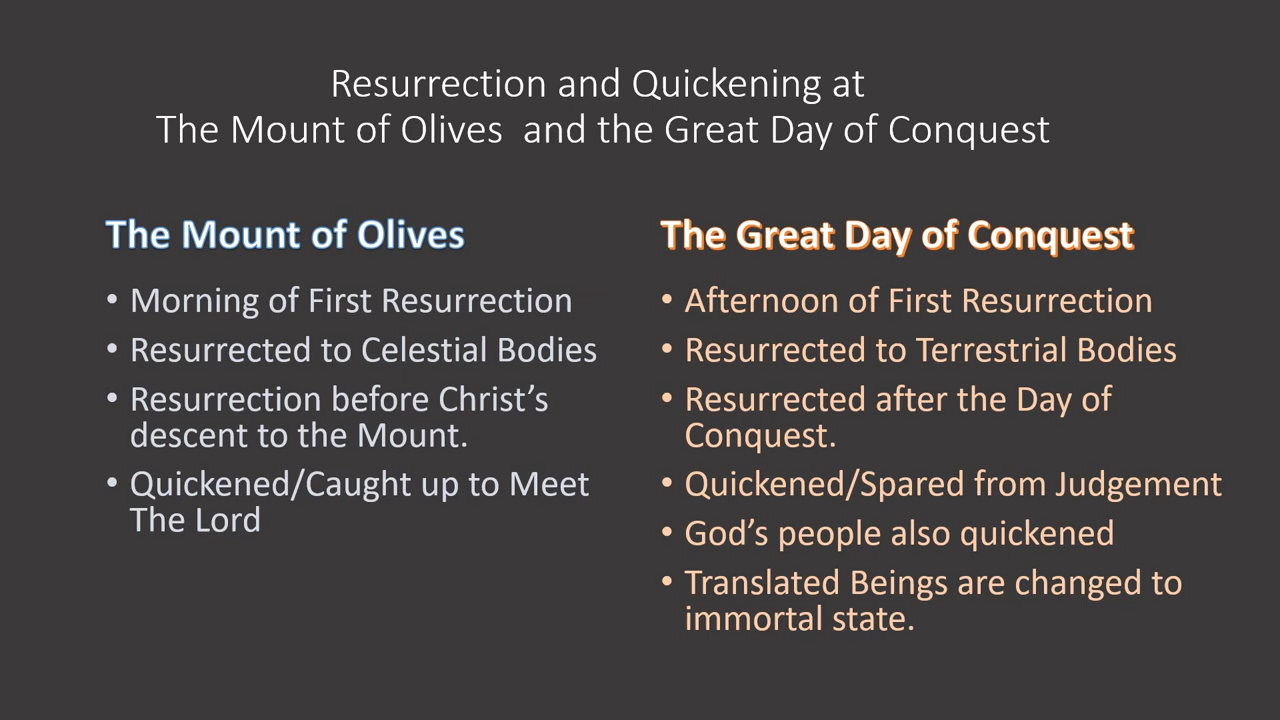 Resurrection and Quickening at
The Mount of Olives  and the Great Day of Conquest
The Mount of Olives
• Morning of First Resurrection
• Resurrected to Celestial Bodies
• Resurrection before Christ’s
descent to the Mount.
• Quickened/Caught up to Meet
The Lord
The Great Day of Conquest
• Afternoon of First Resurrection
• Resurrected to Terrestrial Bodies
• Resurrected after the Day of
Conquest.
• Quickened/Spared from Judgement
• God’s people also quickened
• Translated Beings are changed to
immortal state.